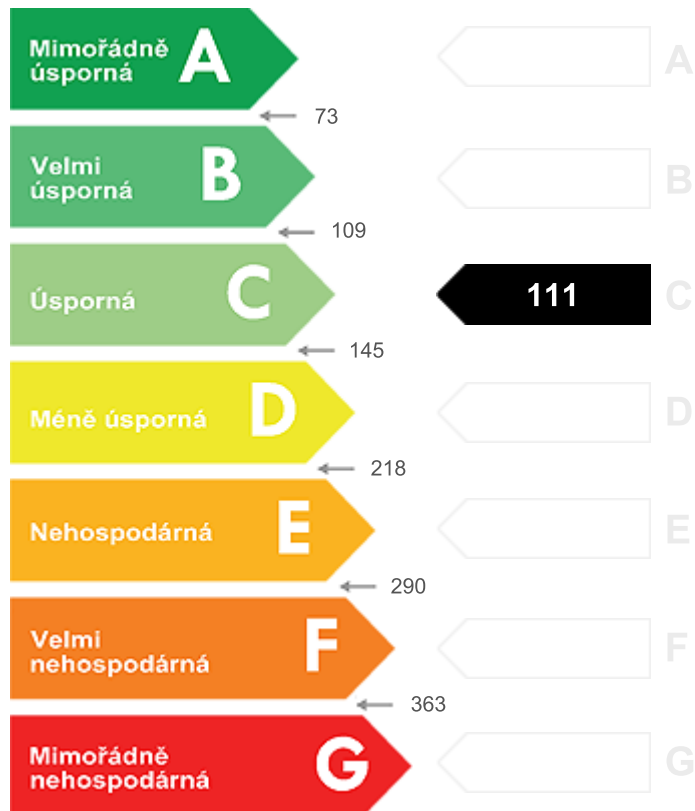 Mimořádně
úsporná
A
A
73
Velmi
úsporná
B
B
109
Úsporná
C
111
C
145
Méně úsporná
D
D
218
Nehospodárná
E
E
290
Velmi
nehospodárná
F
F
363
Mimořádně
nehospodárná
G
G